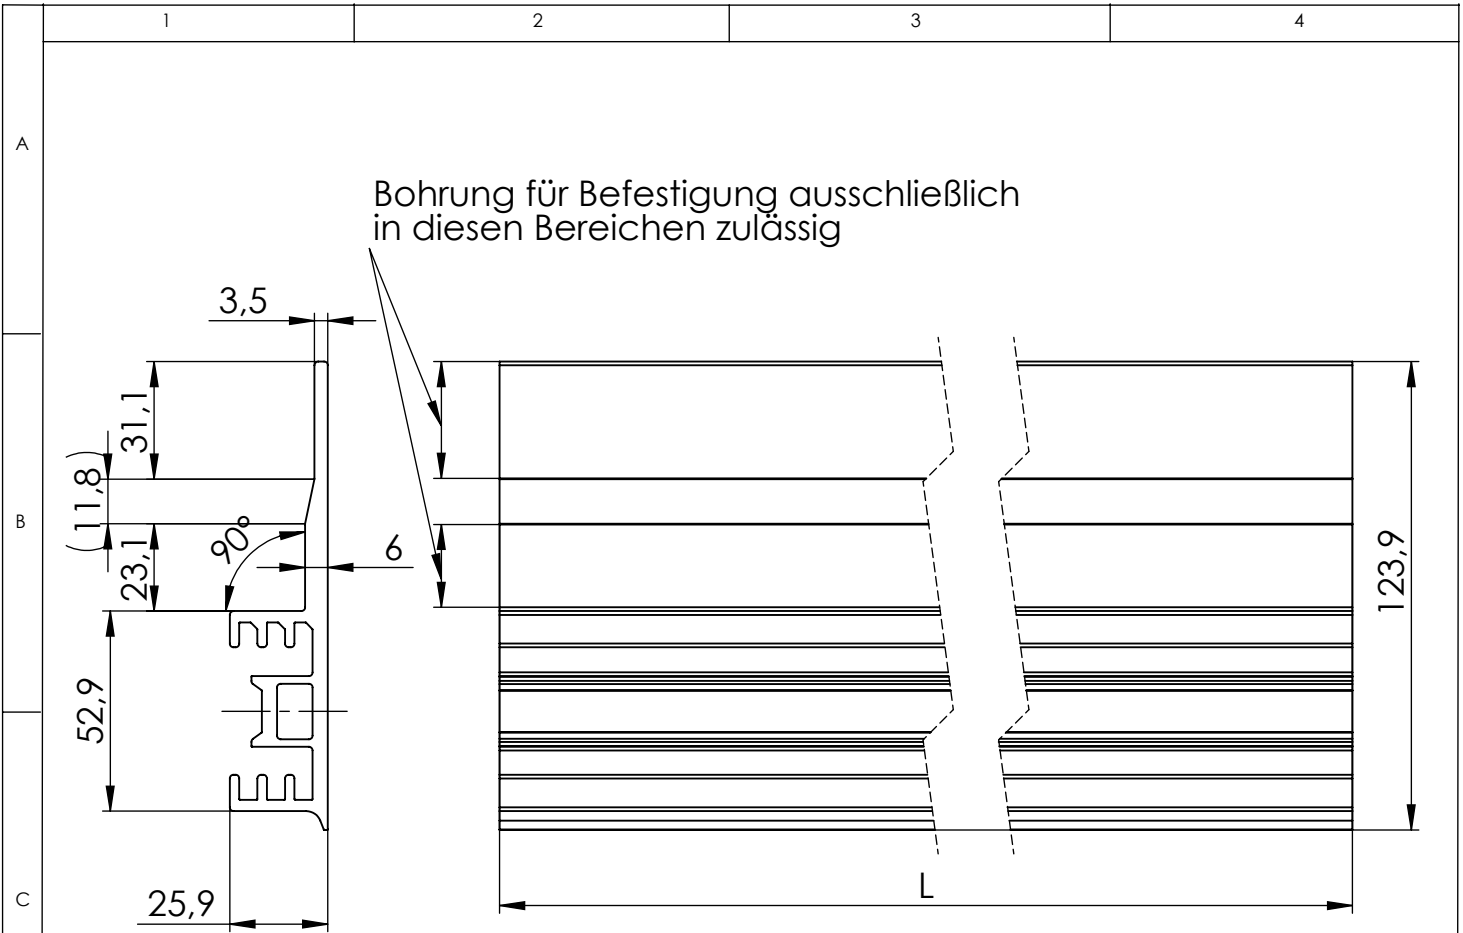 1 2 3 4
A
Bohrung für Befestigung ausschließlich
in diesen Bereichen zulässig
3,5
31,1
(11,8)
B
90°
6
23,1
123,9
52,9
C
25,9
L